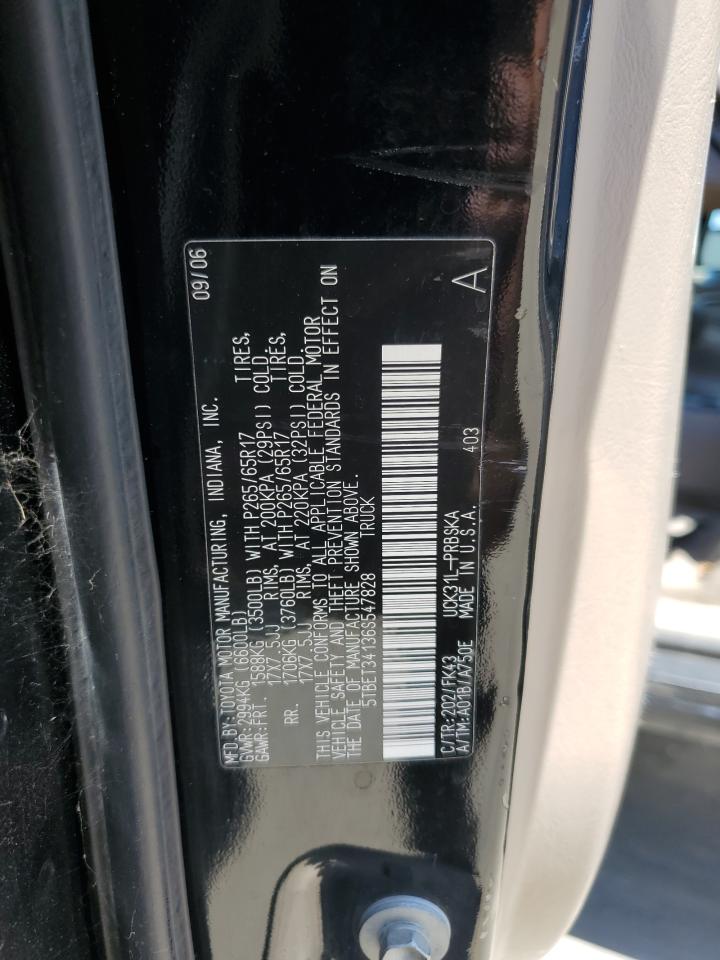 MFD. BY: TOYOTA MOTOR MANUFACTURING, INDIANA, INC. 09/06
GVWR: 2994KG (6600LB)
GAWR: FRT. 1588KG (3500LB) WITH P265/65R17 TIRES,
17X7.5JJ RIMS, AT 200KPA (29PSI) COLD.
RR. 1706KG (3760LB) WITH P265/65R17 TIRES,
17X7.5JJ RIMS, AT 220KPA (32PSI) COLD.
THIS VEHICLE CONFORMS TO ALL APPLICABLE FEDERAL MOTOR
VEHICLE SAFETY AND THEFT PREVENTION STANDARDS IN EFFECT ON
THE DATE OF MANUFACTURE SHOWN ABOVE.
5TBET34136S547828 TRUCK
C/TR: 202/FK43 UCK31L-PRBSKA
A/TM: A01B/A750E MADE IN U.S.A. 403 A